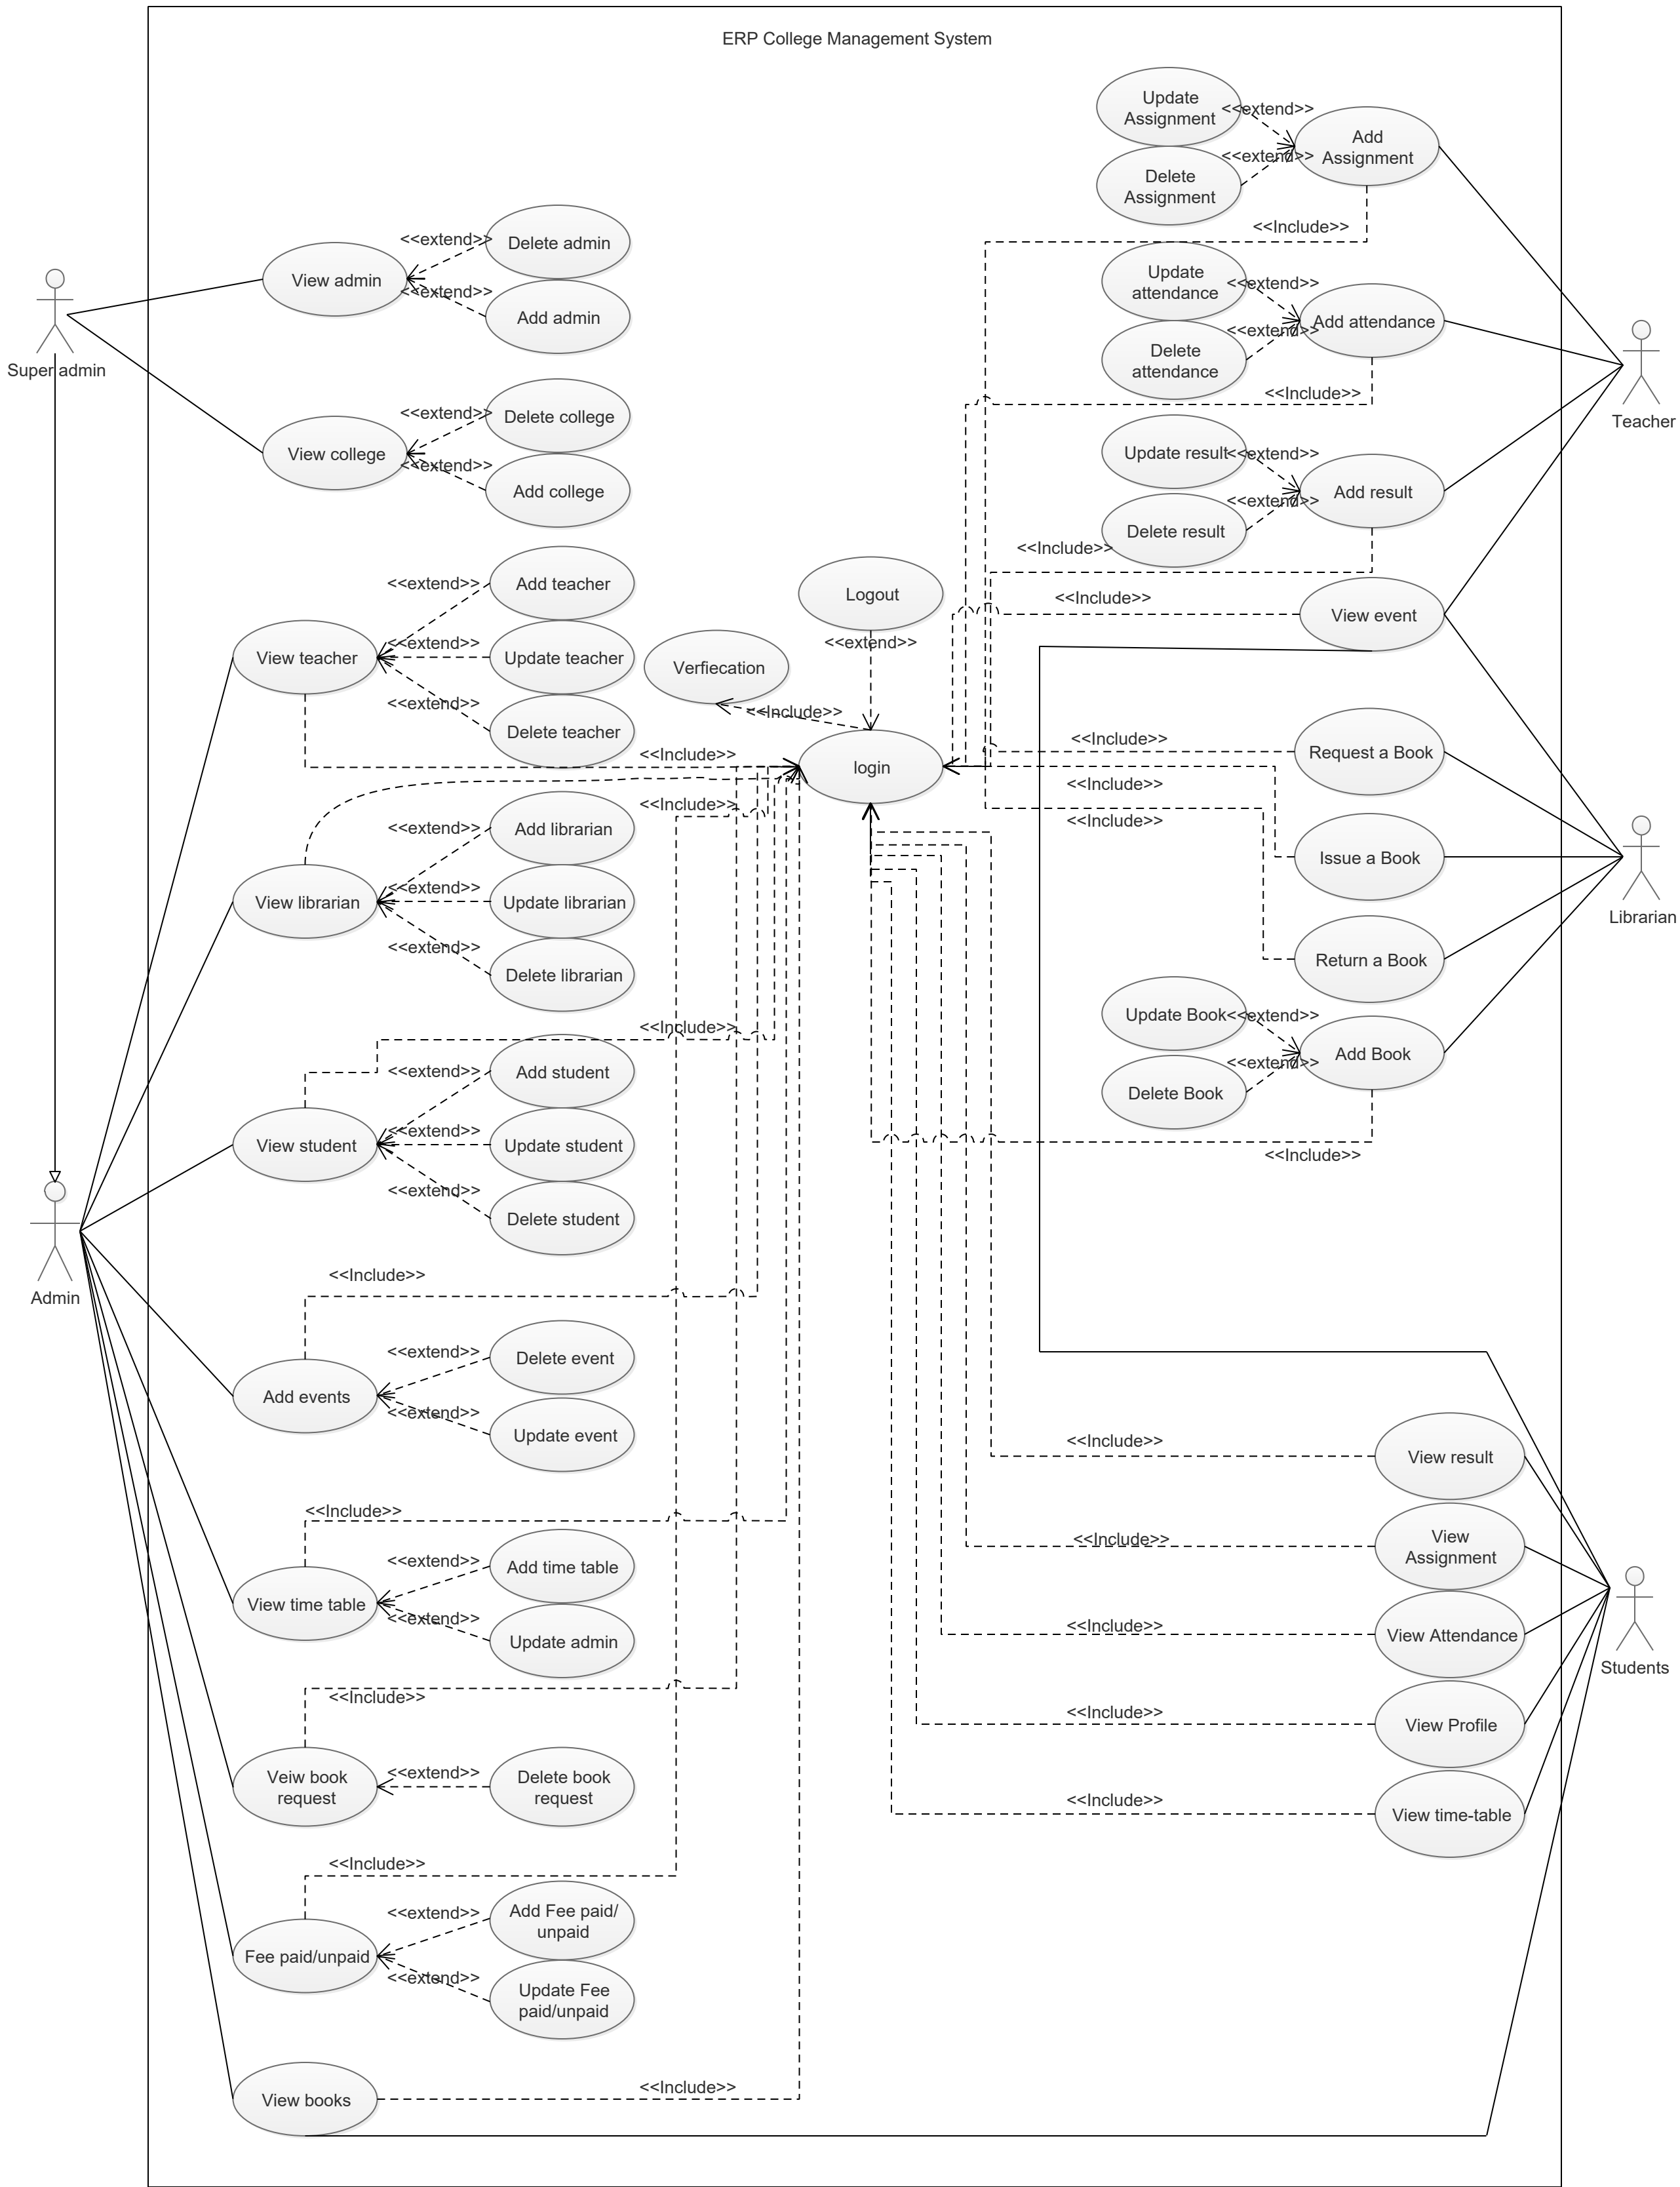 ERP College Management System
Update
Assignment
<<extend>>
Add
Assignment
<<extend>>
Delete
Assignment
<<Include>>
<<extend>>
Delete admin
View admin
<<extend>>
Add admin
Super admin
Update
attendance
<<extend>>
Add attendance
<<extend>>
Delete
attendance
<<Include>>
Teacher
<<extend>>
Delete college
View college
<<extend>>
Add college
Update result
<<extend>>
Add result
<<extend>>
Delete result
<<Include>>
<<extend>>
Add teacher
View teacher
<<extend>>
Update teacher
<<extend>>
Delete teacher
<<Include>>
Logout
<<extend>>
Verfiecation
<<Include>>
login
<<Include>>
View event
<<Include>>
Request a Book
<<Include>>
<<Include>>
Issue a Book
Return a Book
Librarian
<<Include>>
<<extend>>
Add librarian
View librarian
<<extend>>
Update librarian
<<extend>>
Delete librarian
Update Book
<<extend>>
Add Book
<<extend>>
Delete Book
<<Include>>
<<Include>>
<<extend>>
Add student
View student
<<extend>>
Update student
<<extend>>
Delete student
Admin
<<Include>>
<<extend>>
Delete event
Add events
<<extend>>
Update event
<<Include>>
<<extend>>
Add time table
View time table
<<extend>>
Update admin
<<Include>>
View result
<<Include>>
View
Assignment
<<Include>>
View Attendance
Students
<<Include>>
View Profile
<<Include>>
View time-table
<<Include>>
Veiw book
request
<<extend>>
Delete book
request
<<Include>>
<<extend>>
Add Fee paid/
unpaid
Fee paid/unpaid
<<extend>>
Update Fee
paid/unpaid
View books
<<Include>>